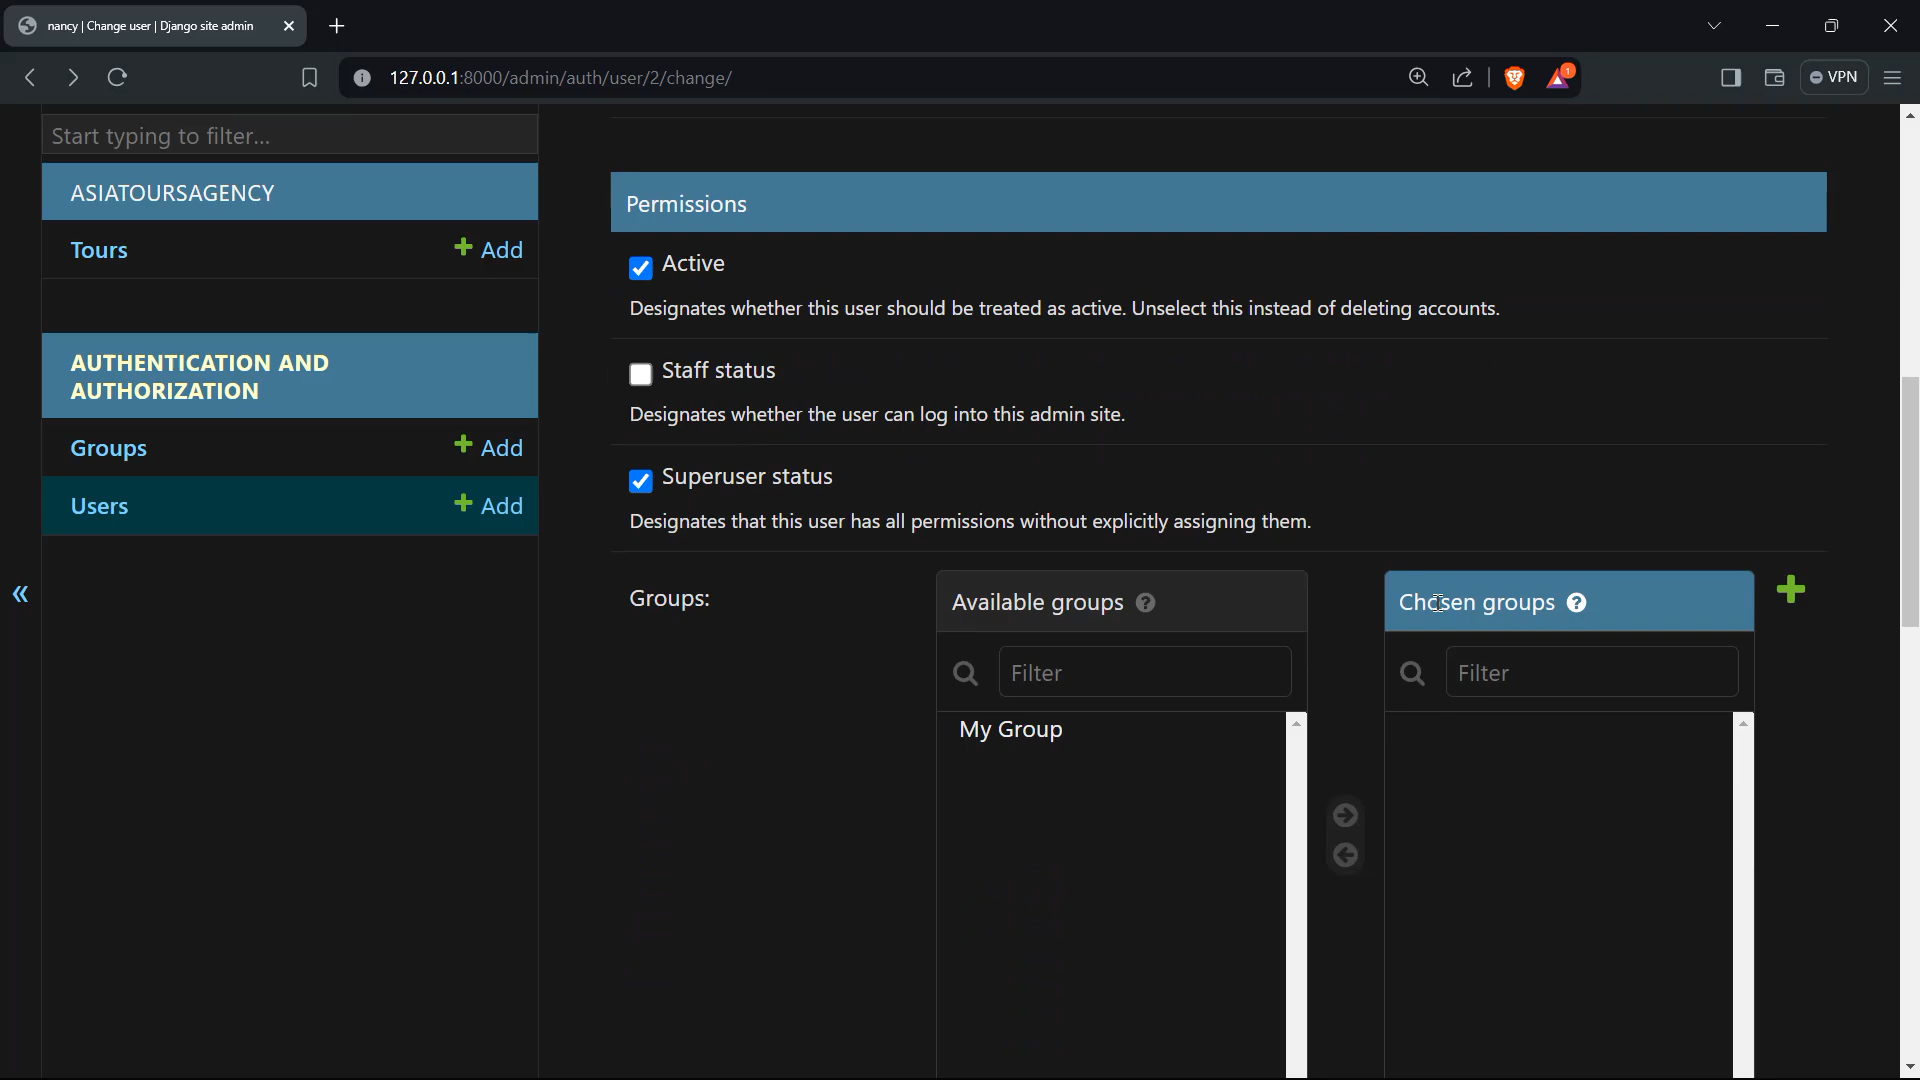 nancy | Change user | Django site admin
127.0.0.1:8000/admin/auth/user/2/change/
1
VPN
Start typing to filter...
ASIATOURSAGENCY
Tours
Add
AUTHENTICATION AND
AUTHORIZATION
Groups
Add
Users
Add
«
Permissions
Active
Designates whether this user should be treated as active. Unselect this instead of deleting accounts.
Staff status
Designates whether the user can log into this admin site.
Superuser status
Designates that this user has all permissions without explicitly assigning them.
Groups:
Available groups ?
Filter
My Group
Chosen groups ?
Filter